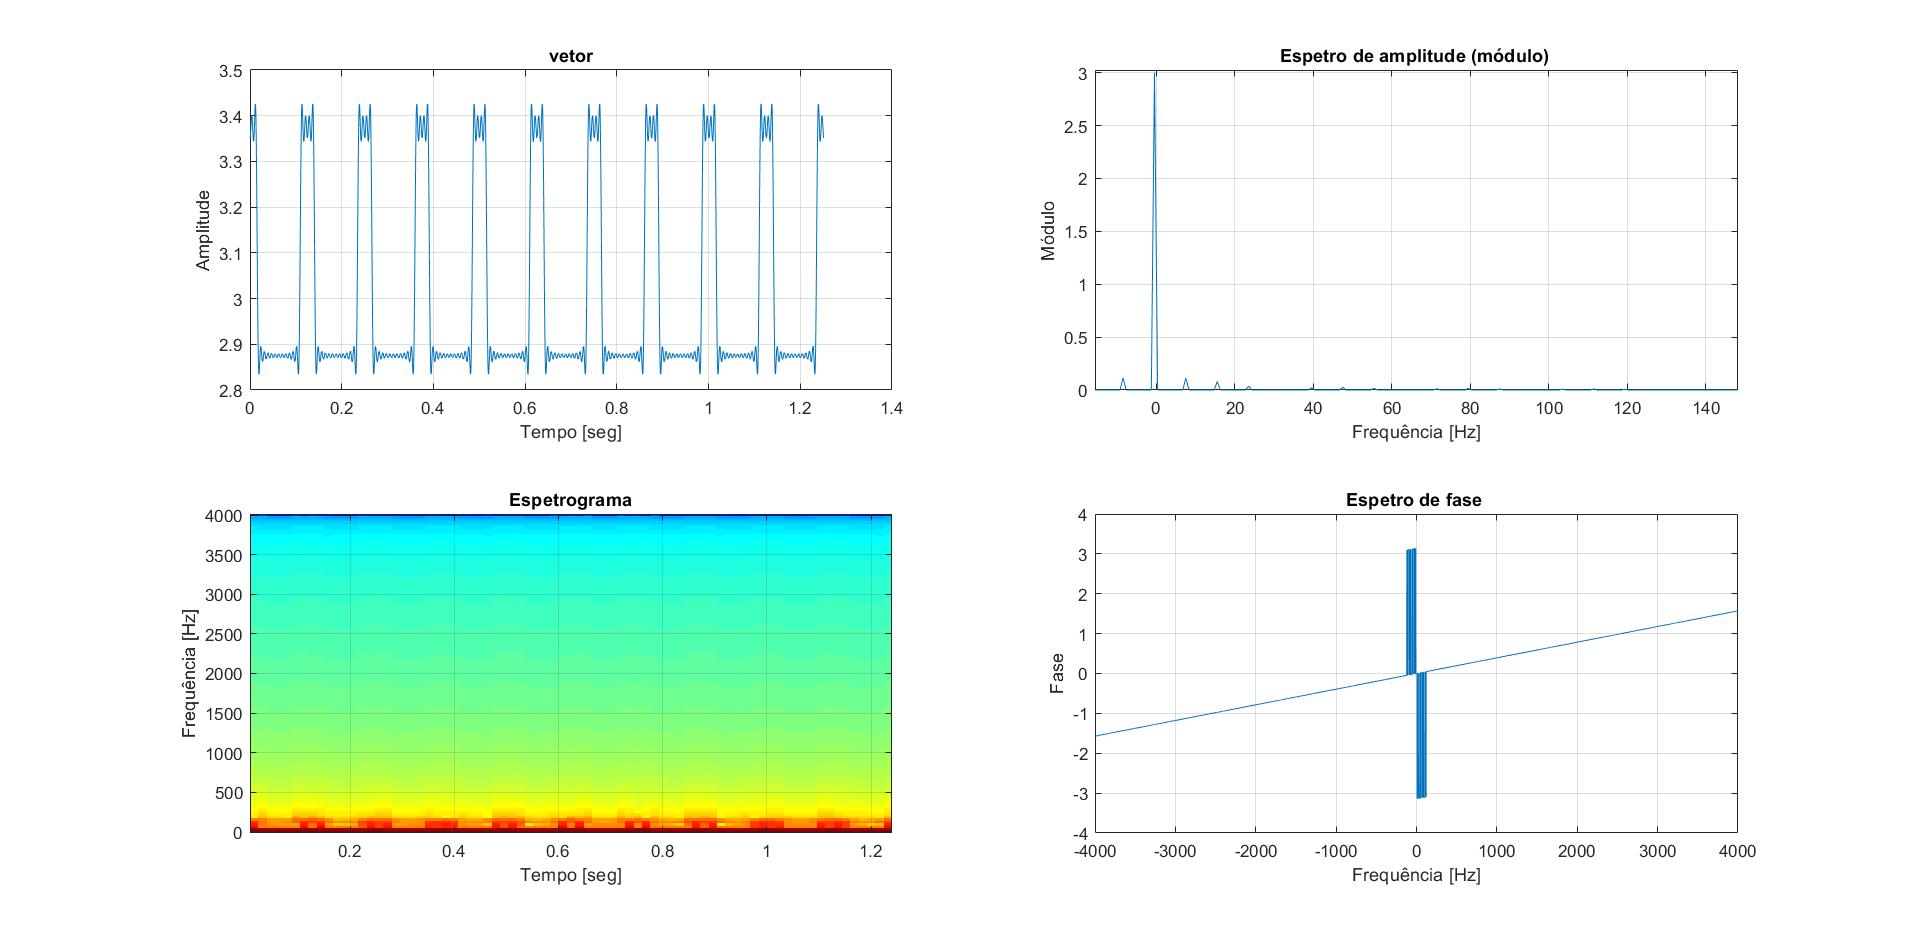 vetor
3.5
3.4
3.3
3.2
3.1
3
2.9
2.8
Amplitude
0 0.2 0.4 0.6 0.8 1 1.2 1.4
Tempo [seg]
Espetro de amplitude (módulo)
3
2.5
2
1.5
1
0.5
0
Módulo
0 20 40 60 80 100 120 140
Frequência [Hz]
Espetrograma
4000
3500
3000
2500
2000
1500
1000
500
0
Frequência [Hz]
0.2 0.4 0.6 0.8 1 1.2
Tempo [seg]
Espetro de fase
4
3
2
1
0
-1
-2
-3
-4
Fase
-4000 -3000 -2000 -1000 0 1000 2000 3000 4000
Frequência [Hz]